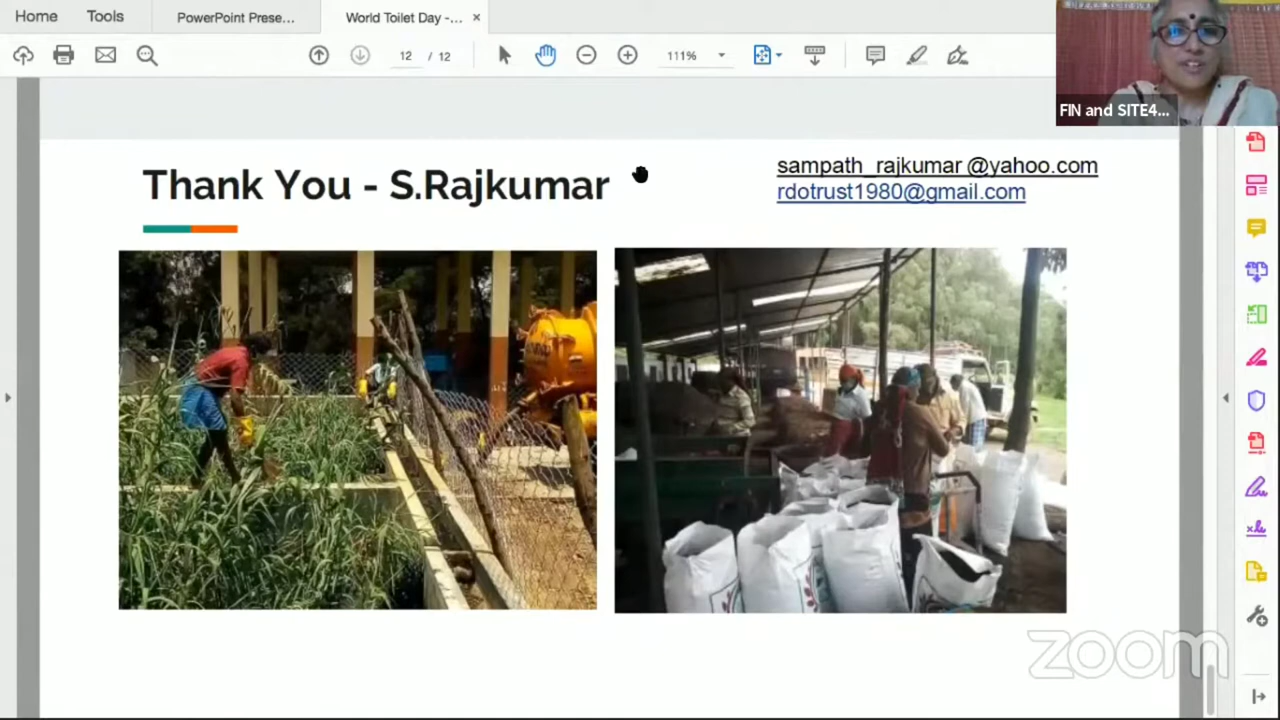 Home
Tools
PowerPoint Prese...
World Toilet Day -...
12 / 12
111%
FIN and SITE4...
Thank You - S.Rajkumar
sampath_rajkumar @yahoo.com
rdotrust1980@gmail.com
zoom